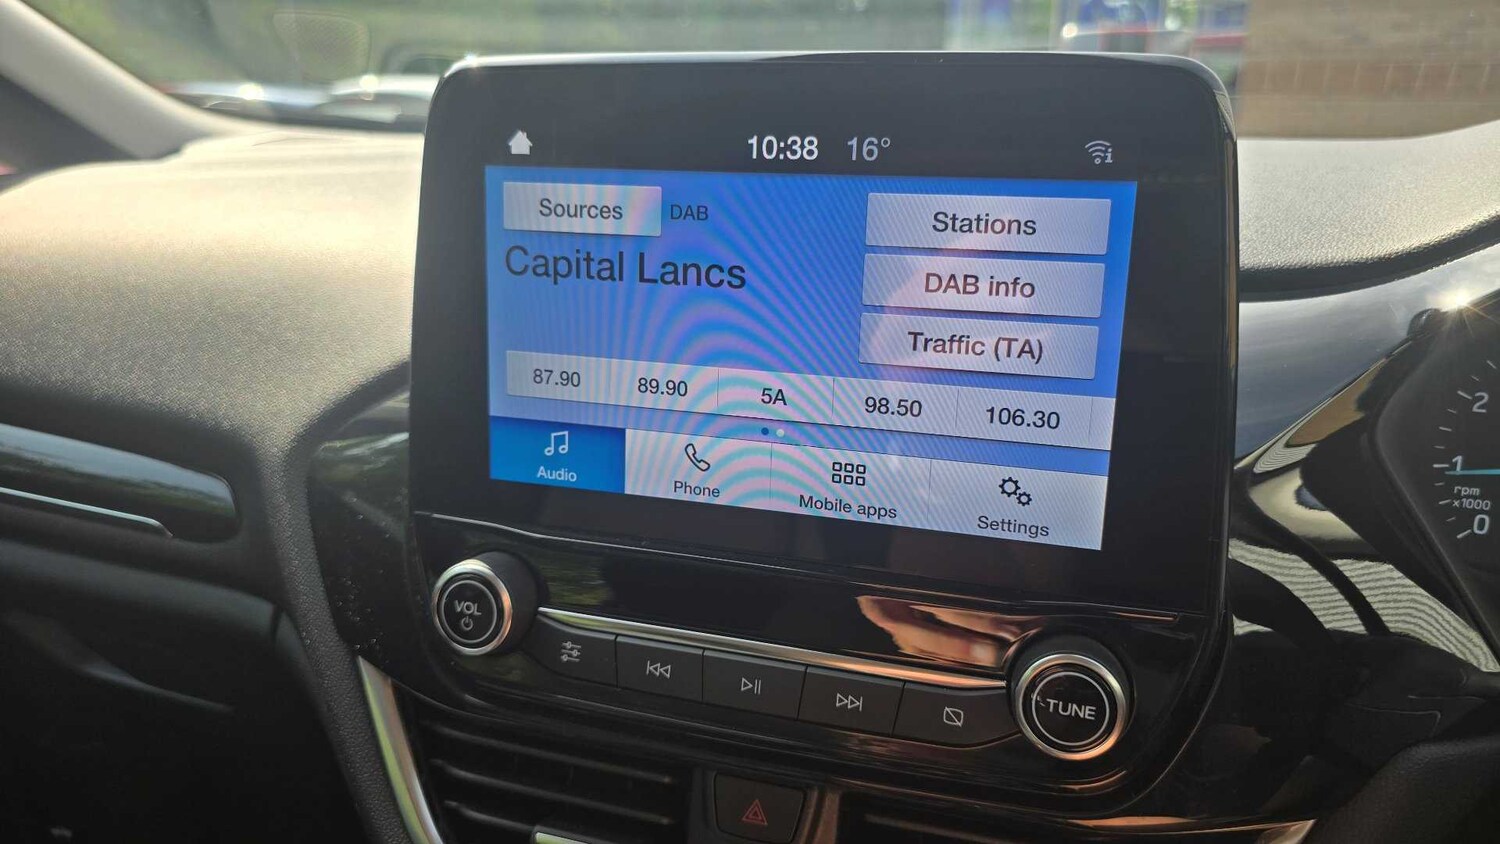 10:38 16°
Sources DAB Stations
Capital Lancs
DAB info
Traffic (TA)
87.90 89.90 5A 98.50 106.30
Audio Phone Mobile apps Settings
VOL
TUNE
2
1
rpm
x1000
0